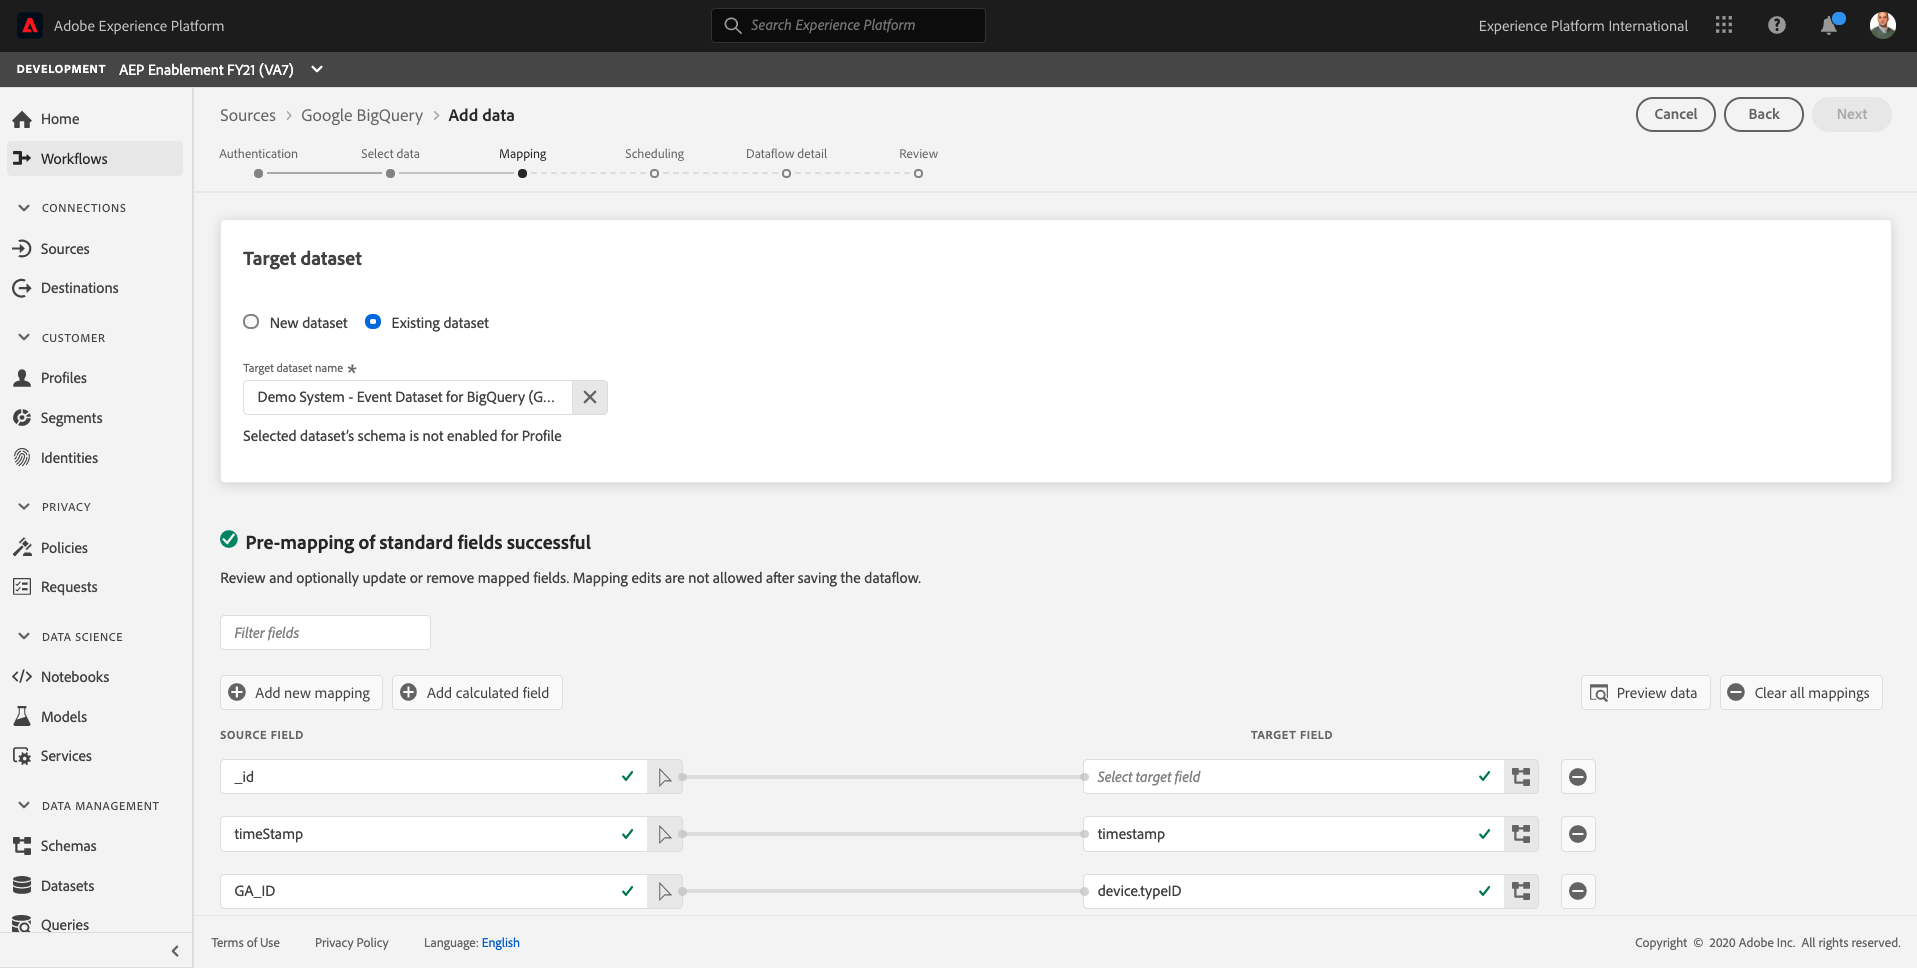 Adobe Experience Platform
Search Experience Platform
Experience Platform International
DEVELOPMENT AEP Enablement FY21 (VA7)
Home
Workflows
CONNECTIONS
Sources
Destinations
CUSTOMER
Profiles
Segments
Identities
PRIVACY
Policies
Requests
DATA SCIENCE
Notebooks
Models
Services
DATA MANAGEMENT
Schemas
Datasets
Queries
Sources > Google BigQuery > Add data
Cancel
Back
Next
Authentication
Select data
Mapping
Scheduling
Dataflow detail
Review
Target dataset
New dataset
Existing dataset
Target dataset name *
Demo System - Event Dataset for BigQuery (G...
Selected dataset's schema is not enabled for Profile
Pre-mapping of standard fields successful
Review and optionally update or remove mapped fields. Mapping edits are not allowed after saving the dataflow.
Filter fields
Add new mapping
Add calculated field
Preview data
Clear all mappings
SOURCE FIELD
TARGET FIELD
_id
Select target field
timeStamp
timestamp
GA_ID
device.typeID
Terms of Use
Privacy Policy
Language: English
Copyright © 2020 Adobe Inc. All rights reserved.